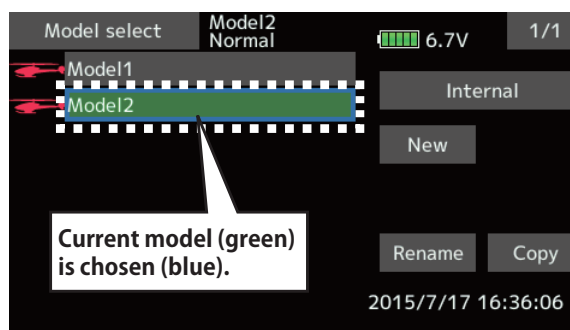 Model select
Model2
Normal
6.7V
1/1
Model1
Model2
Internal
New
Current model (green)
is chosen (blue).
Rename
Copy
2015/7/17 16:36:06